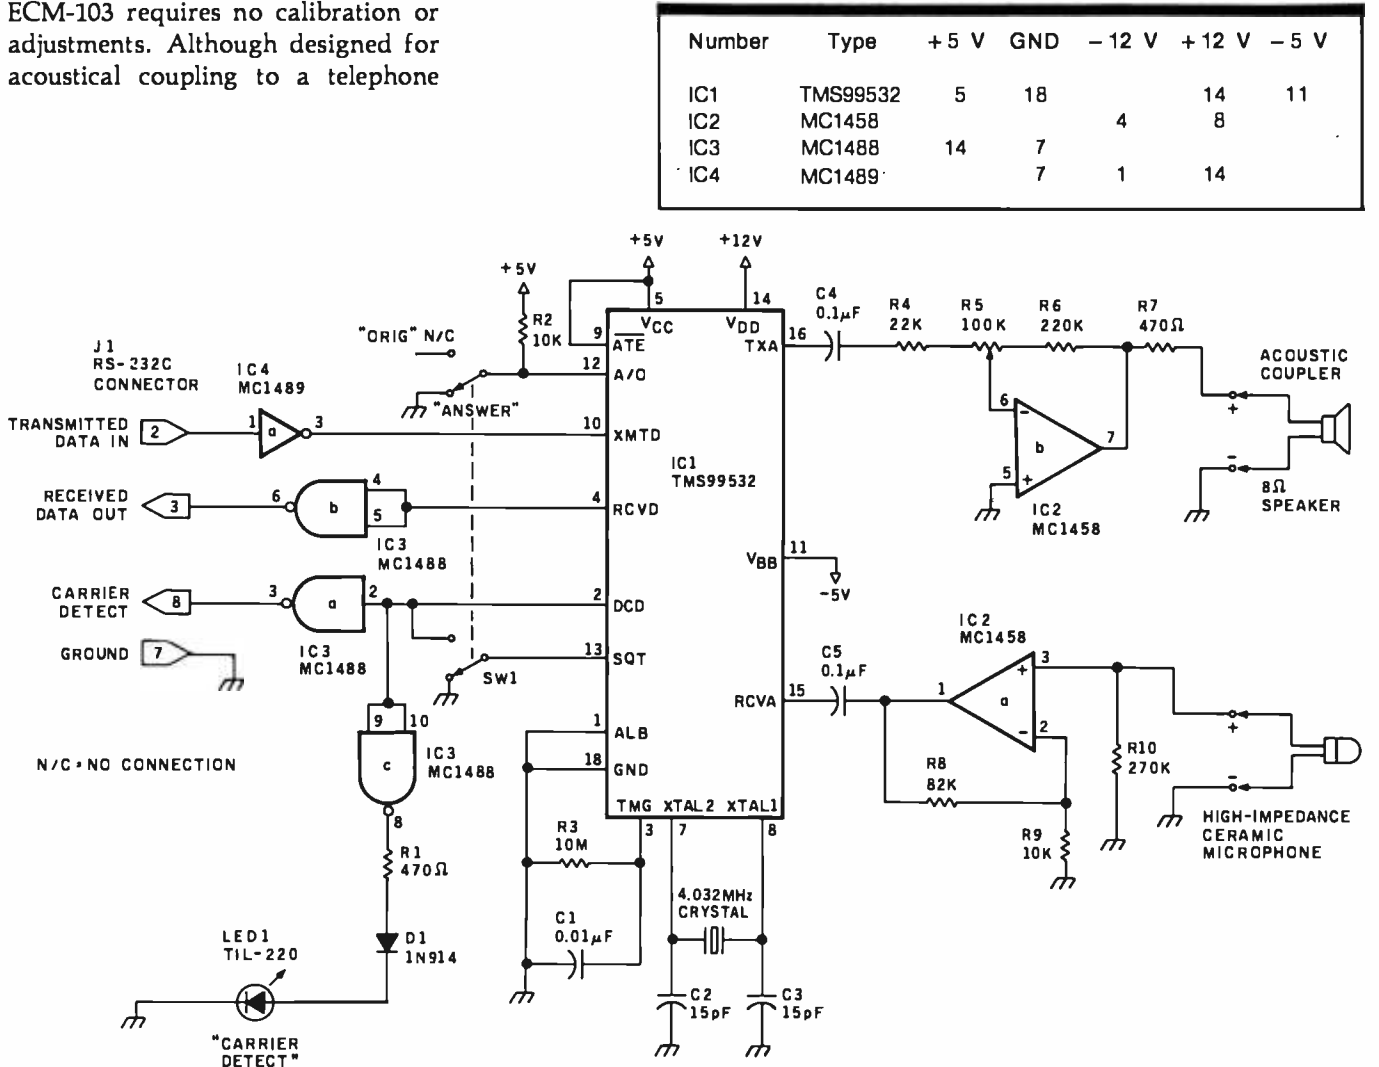 ECM-103 requires no calibration or
adjustments. Although designed for
acoustical coupling to a telephone
Number Type +5 V GND −12 V +12 V −5 V
IC1 TMS99532 5 18 14 11
IC2 MC1458 4 8
IC3 MC1488 14 7
IC4 MC1489 7 1 14
+5V
+12V
+5V
R2
10K
"ORIG" N/C
"ANSWER"
J1
RS-232C
CONNECTOR
IC4
MC1489
TRANSMITTED
DATA IN
2
1
a
3
RECEIVED
DATA OUT
3
6
b
4
5
IC3
MC1488
CARRIER
DETECT
8
3
a
2
IC3
MC1488
GROUND
7
SW1
N/C=NO CONNECTION
9
10
c
IC3
MC1488
8
R1
470Ω
D1
1N914
LED1
TIL-220
"CARRIER
DETECT"
5
VCC
14
VDD
9
ATE
12
A/O
10
XMTD
4
RCVD
2
DCD
13
SQT
1
ALB
18
GND
TMG XTAL2 XTAL1
3
7
8
IC1
TMS99532
16
TXA
11
VBB
-5V
15
RCVA
R3
10M
C1
0.01μF
4.032MHz
CRYSTAL
C2
15pF
C3
15pF
C4
0.1μF
R4
22K
R5
100K
R6
220K
R7
470Ω
6
−
5
+
b
7
IC2
MC1458
ACOUSTIC
COUPLER
+
−
8Ω
SPEAKER
C5
0.1μF
IC2
MC1458
1
a
+
3
−
2
R8
82K
R9
10K
R10
270K
+
−
HIGH-IMPEDANCE
CERAMIC
MICROPHONE